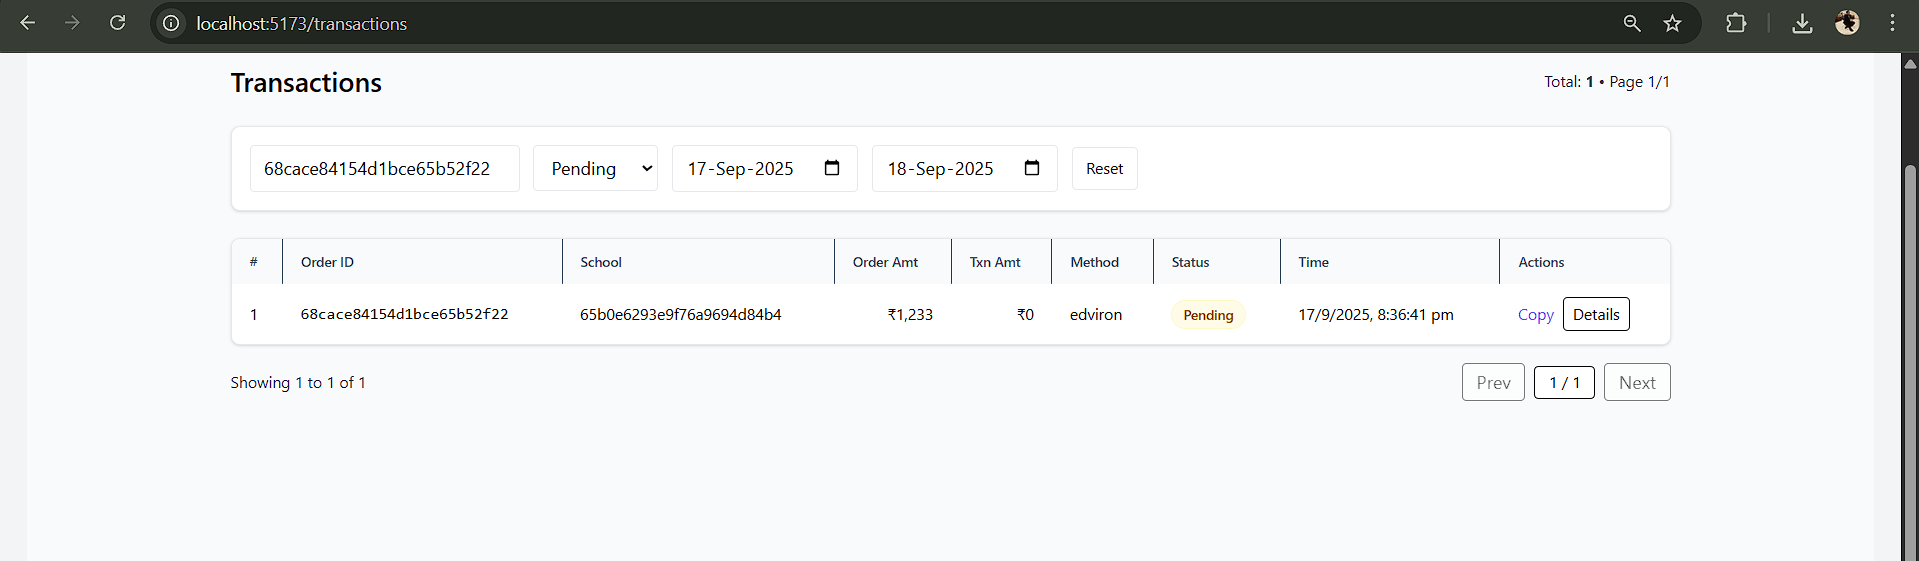 localhost:5173/transactions
Transactions
Total: 1 • Page 1/1
68cace84154d1bce65b52f22 Pending 17-Sep-2025 18-Sep-2025 Reset
# Order ID School Order Amt Txn Amt Method Status Time Actions
1 68cace84154d1bce65b52f22 65b0e6293e9f76a9694d84b4 ₹1,233 ₹0 edviron Pending 17/9/2025, 8:36:41 pm Copy Details
Showing 1 to 1 of 1 Prev 1 / 1 Next